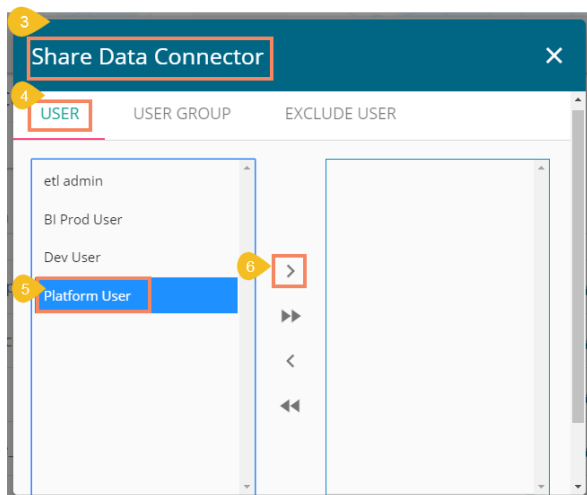 3
Share Data Connector
4
USER USER GROUP EXCLUDE USER
etl admin
BI Prod User
Dev User
6
5
Platform User